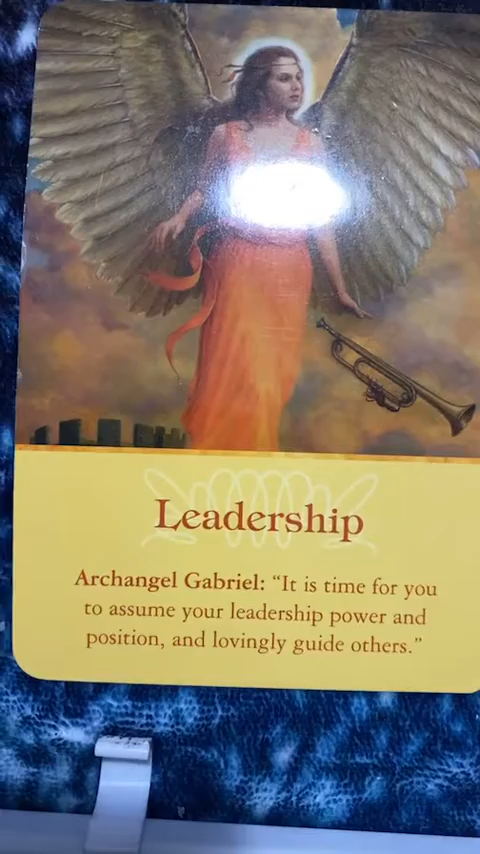 Leadership
Archangel Gabriel: “It is time for you
to assume your leadership power and
position, and lovingly guide others.”